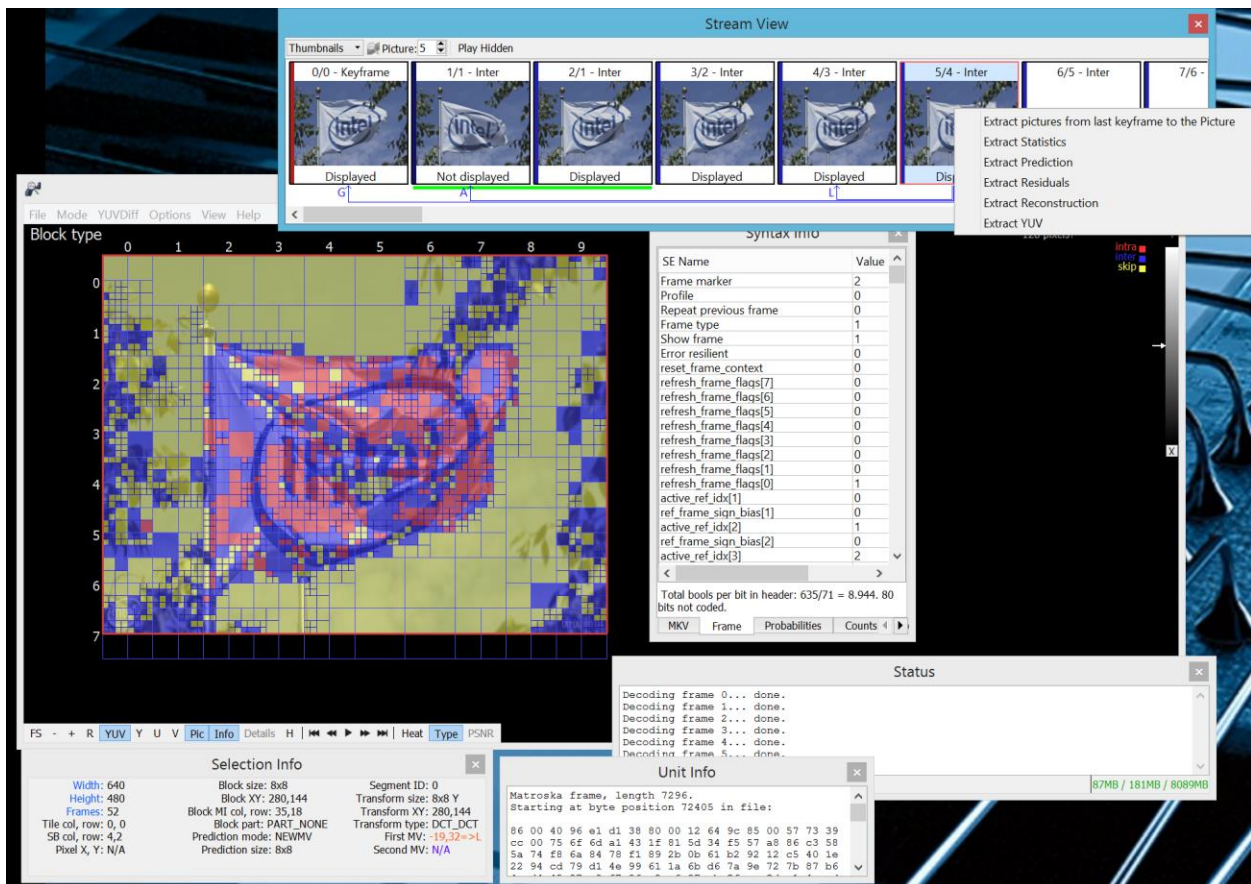 Stream View
Thumbnails Picture: 5 Play Hidden
0/0 - Keyframe 1/1 - Inter 2/1 - Inter 3/2 - Inter 4/3 - Inter 5/4 - Inter 6/5 - Inter 7/6 -
intel intel intel intel intel
Displayed Not displayed Displayed Displayed Displayed
G A L
Extract pictures from last keyframe to the Picture
Extract Statistics
Extract Prediction
Extract Residuals
Extract Reconstruction
Extract YUV
File Mode YUVDiff Options View Help
Block type
0 1 2 3 4 5 6 7 8 9
0
1
2
3
4
5
6
7
intra
inter
skip
X
Syntax Info
SE Name Value
Frame marker 2
Profile 0
Repeat previous frame 0
Frame type 1
Show frame 1
Error resilient 0
reset_frame_context 0
refresh_frame_flags[7] 0
refresh_frame_flags[6] 0
refresh_frame_flags[5] 0
refresh_frame_flags[4] 0
refresh_frame_flags[3] 0
refresh_frame_flags[2] 0
refresh_frame_flags[1] 0
refresh_frame_flags[0] 1
active_ref_idx[1] 0
ref_frame_sign_bias[1] 0
active_ref_idx[2] 1
ref_frame_sign_bias[2] 0
active_ref_idx[3] 2
Total bools per bit in header: 635/71 = 8.944. 80
bits not coded.
MKV Frame Probabilities Counts
FS - + R YUV Y U V Pic Info Details H Heat Type PSNR
Status
Decoding frame 0... done.
Decoding frame 1... done.
Decoding frame 2... done.
Decoding frame 3... done.
Decoding frame 4... done.
Decoding frame 5... done.
87MB / 181MB / 8089MB
Selection Info
Width: 640 Block size: 8x8 Segment ID: 0
Height: 480 Block XY: 280,144 Transform size: 8x8 Y
Frames: 52 Block MI col, row: 35,18 Transform XY: 280,144
Tile col, row: 0, 0 Block part: PART_NONE Transform type: DCT_DCT
SB col, row: 4,2 Prediction mode: NEWMV First MV: -19,32=>L
Pixel X, Y: N/A Prediction size: 8x8 Second MV: N/A
Unit Info
Matroska frame, length 7296.
Starting at byte position 72405 in file:
86 00 40 96 e1 d1 38 80 00 12 64 9c 85 00 57 73 39
cc 00 75 6f 6d a1 43 1f 81 5d 34 f5 57 a8 86 c3 58
5a 74 f8 6a 84 78 f1 89 2b 0b 61 b2 92 12 c5 40 1e
22 94 cd 79 d1 4e 99 61 1a 6b d6 7a 9e 72 7b 87 b6